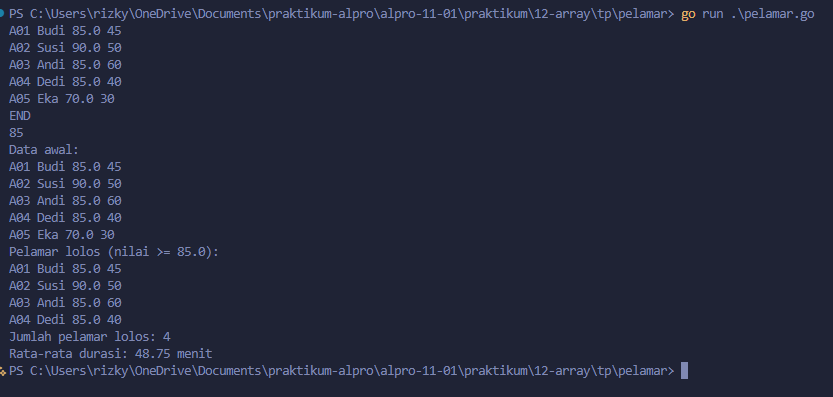 PS C:\Users\rizky\OneDrive\Documents\praktikum-alpro\alpro-11-01\praktikum\12-array\tp\pelamar> go run .\pelamar.go
A01 Budi 85.0 45
A02 Susi 90.0 50
A03 Andi 85.0 60
A04 Dedi 85.0 40
A05 Eka 70.0 30
END
85
Data awal:
A01 Budi 85.0 45
A02 Susi 90.0 50
A03 Andi 85.0 60
A04 Dedi 85.0 40
A05 Eka 70.0 30
Pelamar lolos (nilai >= 85.0):
A01 Budi 85.0 45
A02 Susi 90.0 50
A03 Andi 85.0 60
A04 Dedi 85.0 40
Jumlah pelamar lolos: 4
Rata-rata durasi: 48.75 menit
PS C:\Users\rizky\OneDrive\Documents\praktikum-alpro\alpro-11-01\praktikum\12-array\tp\pelamar>